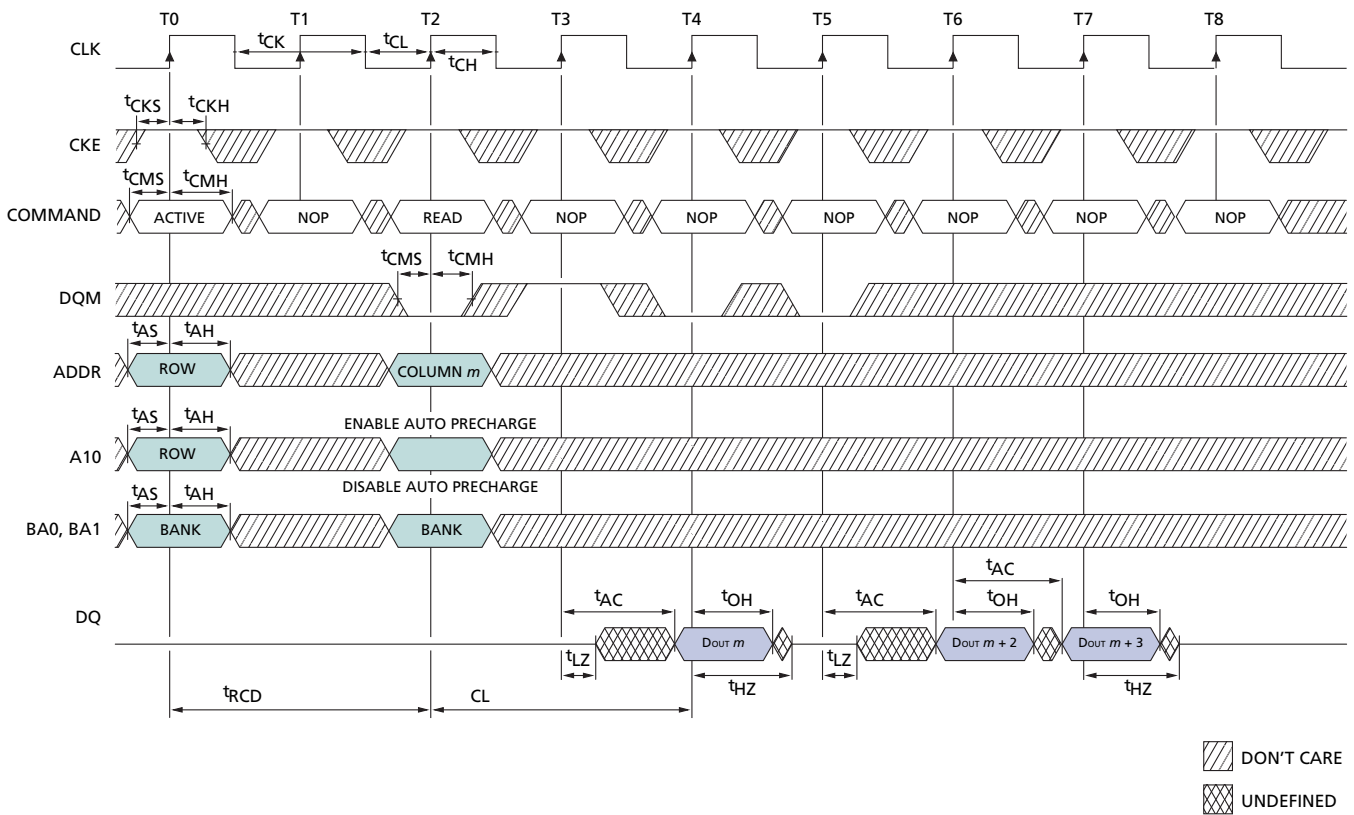 T0 T1 T2 T3 T4 T5 T6 T7 T8
CLK tCK tCL tCH
tCKS tCKH
CKE
tCMS tCMH
COMMAND ACTIVE NOP READ NOP NOP NOP NOP NOP NOP
tCMS tCMH
DQM
tAS tAH
ADDR ROW COLUMN m
tAS tAH ENABLE AUTO PRECHARGE
A10 ROW
tAS tAH DISABLE AUTO PRECHARGE
BA0, BA1 BANK BANK
tAC
tAC tOH tAC tOH tOH
DQ
DOUT m DOUT m + 2 DOUT m + 3
tLZ tLZ
tHZ tHZ
tRCD CL
DON'T CARE
UNDEFINED